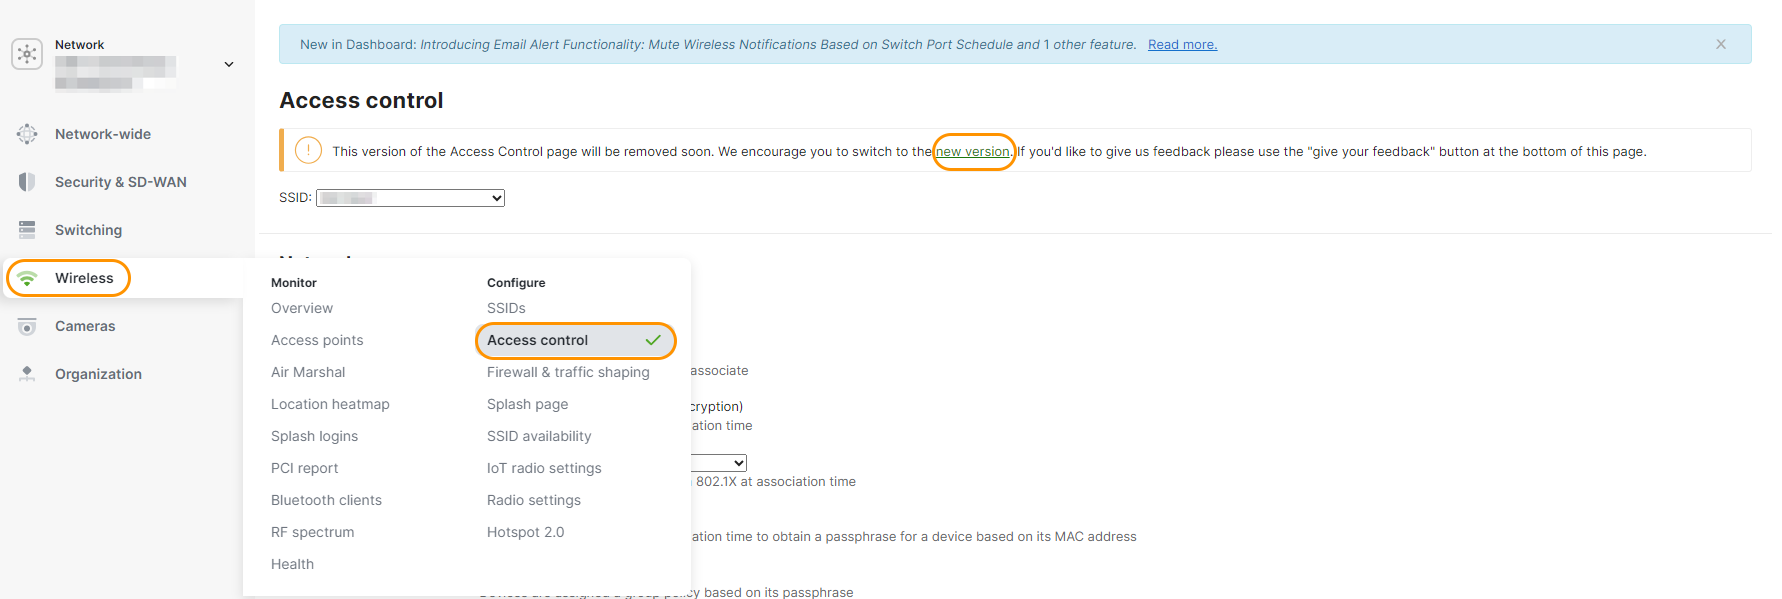 Network
New in Dashboard: Introducing Email Alert Functionality: Mute Wireless Notifications Based on Switch Port Schedule and 1 other feature. Read more.
Access control
This version of the Access Control page will be removed soon. We encourage you to switch to the new version. If you'd like to give us feedback please use the "give your feedback" button at the bottom of this page.
SSID:
Network-wide
Security & SD-WAN
Switching
Wireless
Cameras
Organization
Monitor
Overview
Access points
Air Marshal
Location heatmap
Splash logins
PCI report
Bluetooth clients
RF spectrum
Health
Configure
SSIDs
Access control
Firewall & traffic shaping
Splash page
SSID availability
IoT radio settings
Radio settings
Hotspot 2.0
associate
cryption)
ation time
802.1X at association time
ation time to obtain a passphrase for a device based on its MAC address
Devices are assigned a group policy based on its passphrase